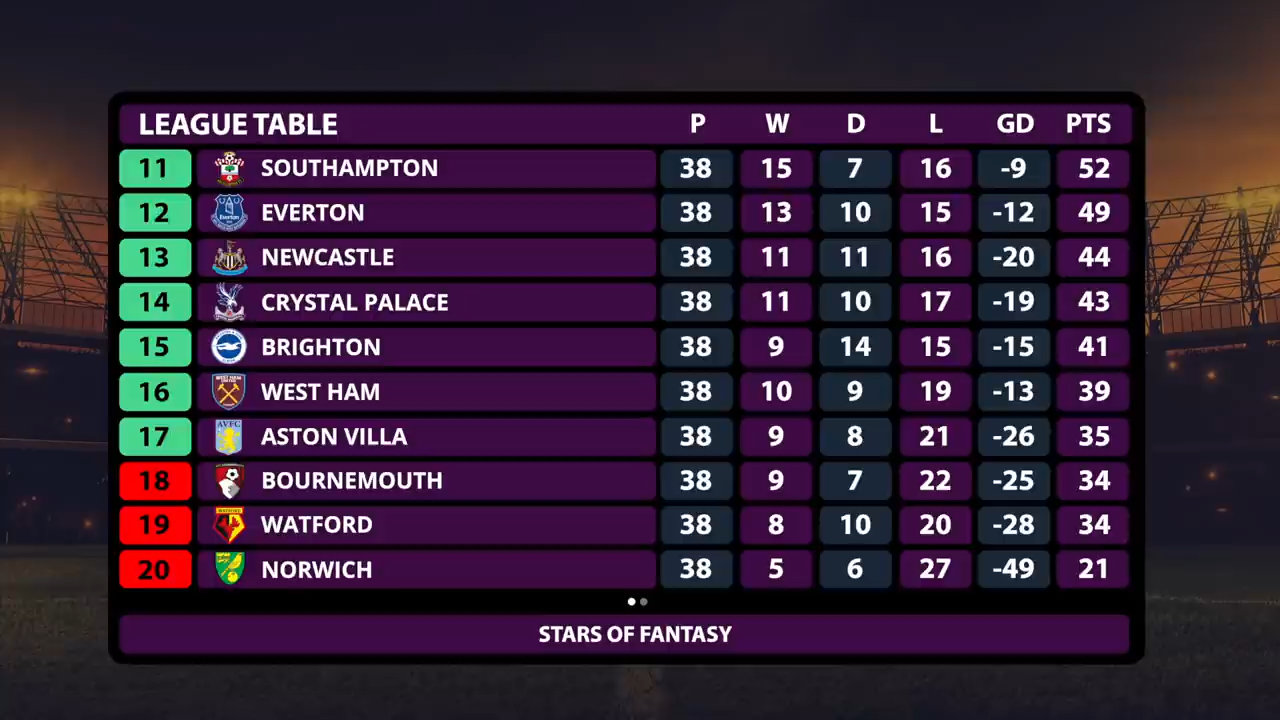 LEAGUE TABLE P W D L GD PTS
11 SOUTHAMPTON 38 15 7 16 -9 52
12 EVERTON 38 13 10 15 -12 49
13 NEWCASTLE 38 11 11 16 -20 44
14 CRYSTAL PALACE 38 11 10 17 -19 43
15 BRIGHTON 38 9 14 15 -15 41
16 WEST HAM 38 10 9 19 -13 39
17 ASTON VILLA 38 9 8 21 -26 35
18 BOURNEMOUTH 38 9 7 22 -25 34
19 WATFORD 38 8 10 20 -28 34
20 NORWICH 38 5 6 27 -49 21
STARS OF FANTASY